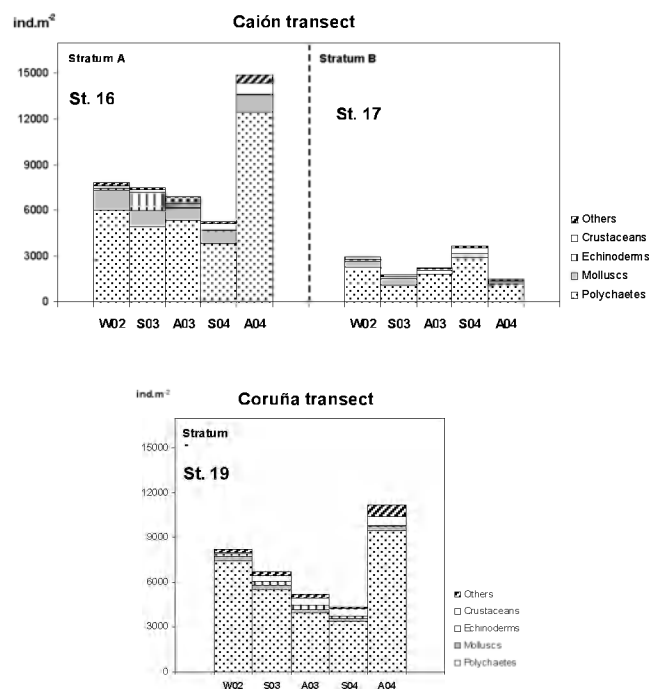 ind.m-2
Caión transect
Stratum A
Stratum B
St. 16
St. 17
15000
12000
9000
6000
3000
0
Others
Crustaceans
Echinoderms
Molluscs
Polychaetes
W02 S03 A03 S04 A04 W02 S03 A03 S04 A04
ind.m-2
Coruña transect
Stratum
-
St. 19
15000
12000
9000
6000
3000
0
Others
Crustaceans
Echinoderms
Molluscs
Polychaetes
W02 S03 A03 S04 A04